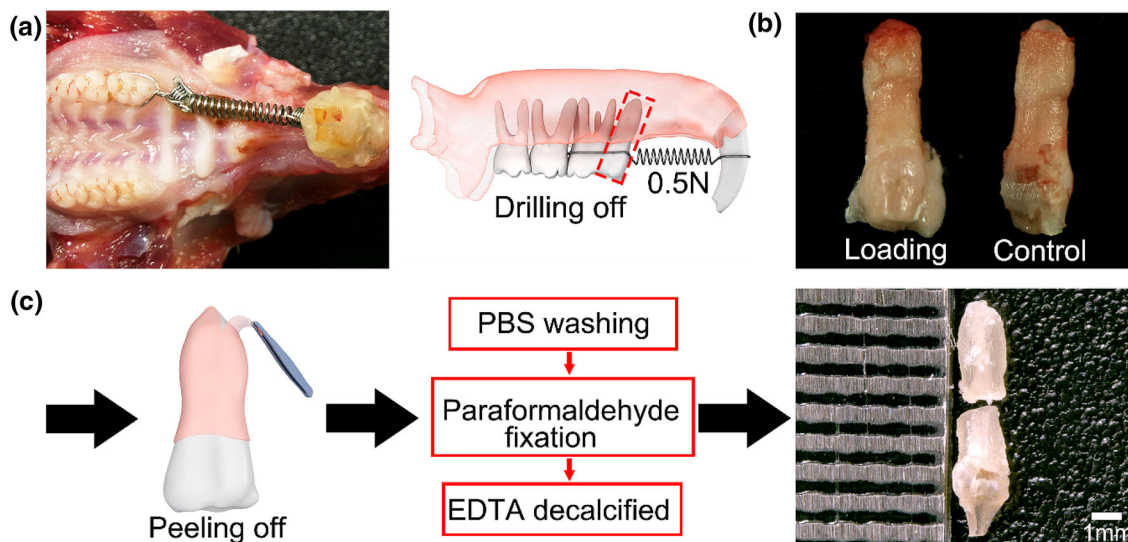 (a)
0.5N
Drilling off
(b)
Loading
Control
(c)
Peeling off
PBS washing
Paraformaldehyde
fixation
EDTA decalcified
1mm